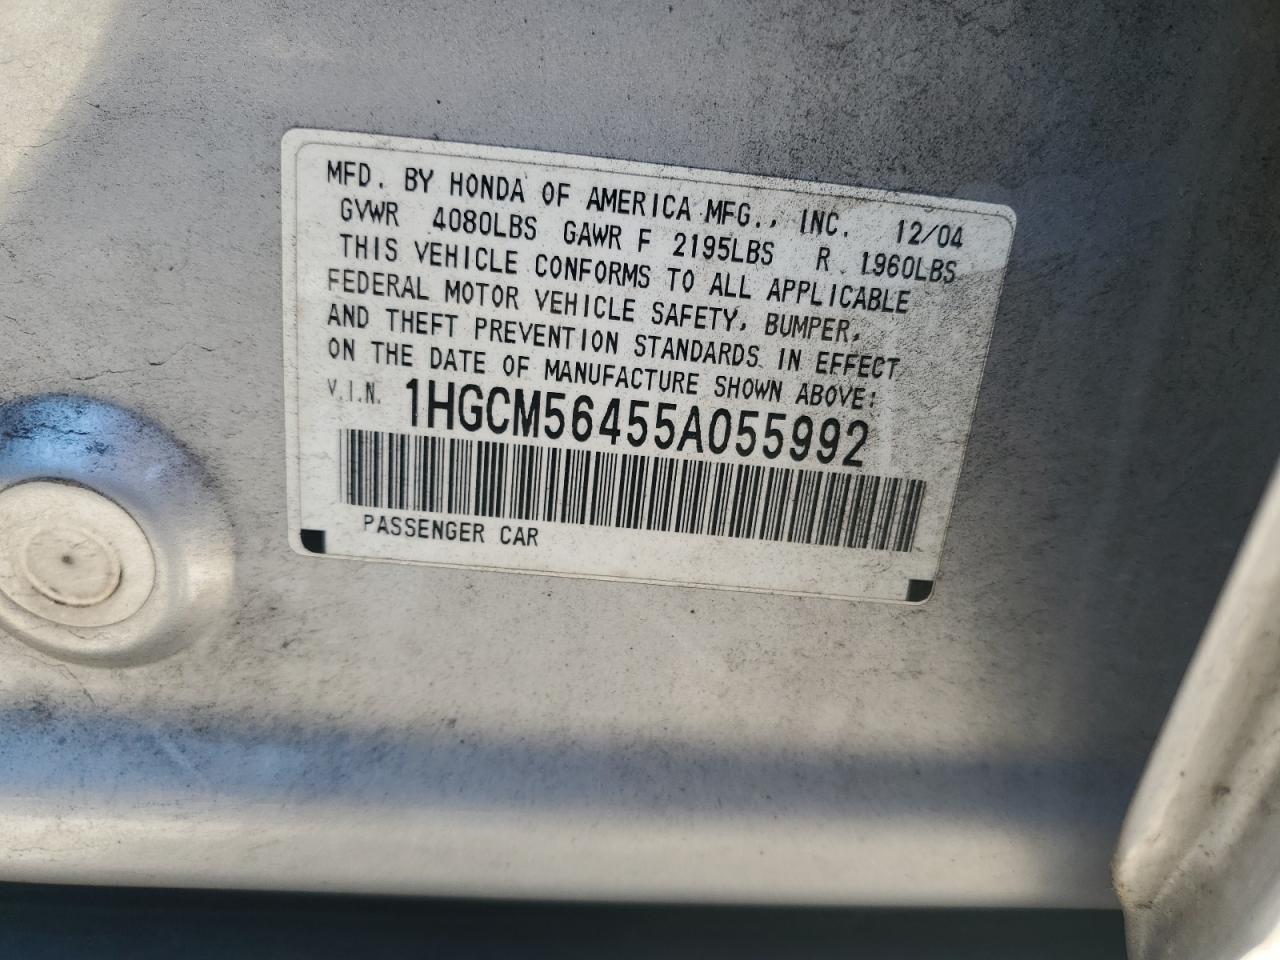 MFD. BY HONDA OF AMERICA MFG., INC. 12/04
GVWR 4080LBS GAWR F 2195LBS R 1960LBS
THIS VEHICLE CONFORMS TO ALL APPLICABLE
FEDERAL MOTOR VEHICLE SAFETY, BUMPER,
AND THEFT PREVENTION STANDARDS IN EFFECT
ON THE DATE OF MANUFACTURE SHOWN ABOVE:
V.I.N. 1HGCM56455A055992
PASSENGER CAR